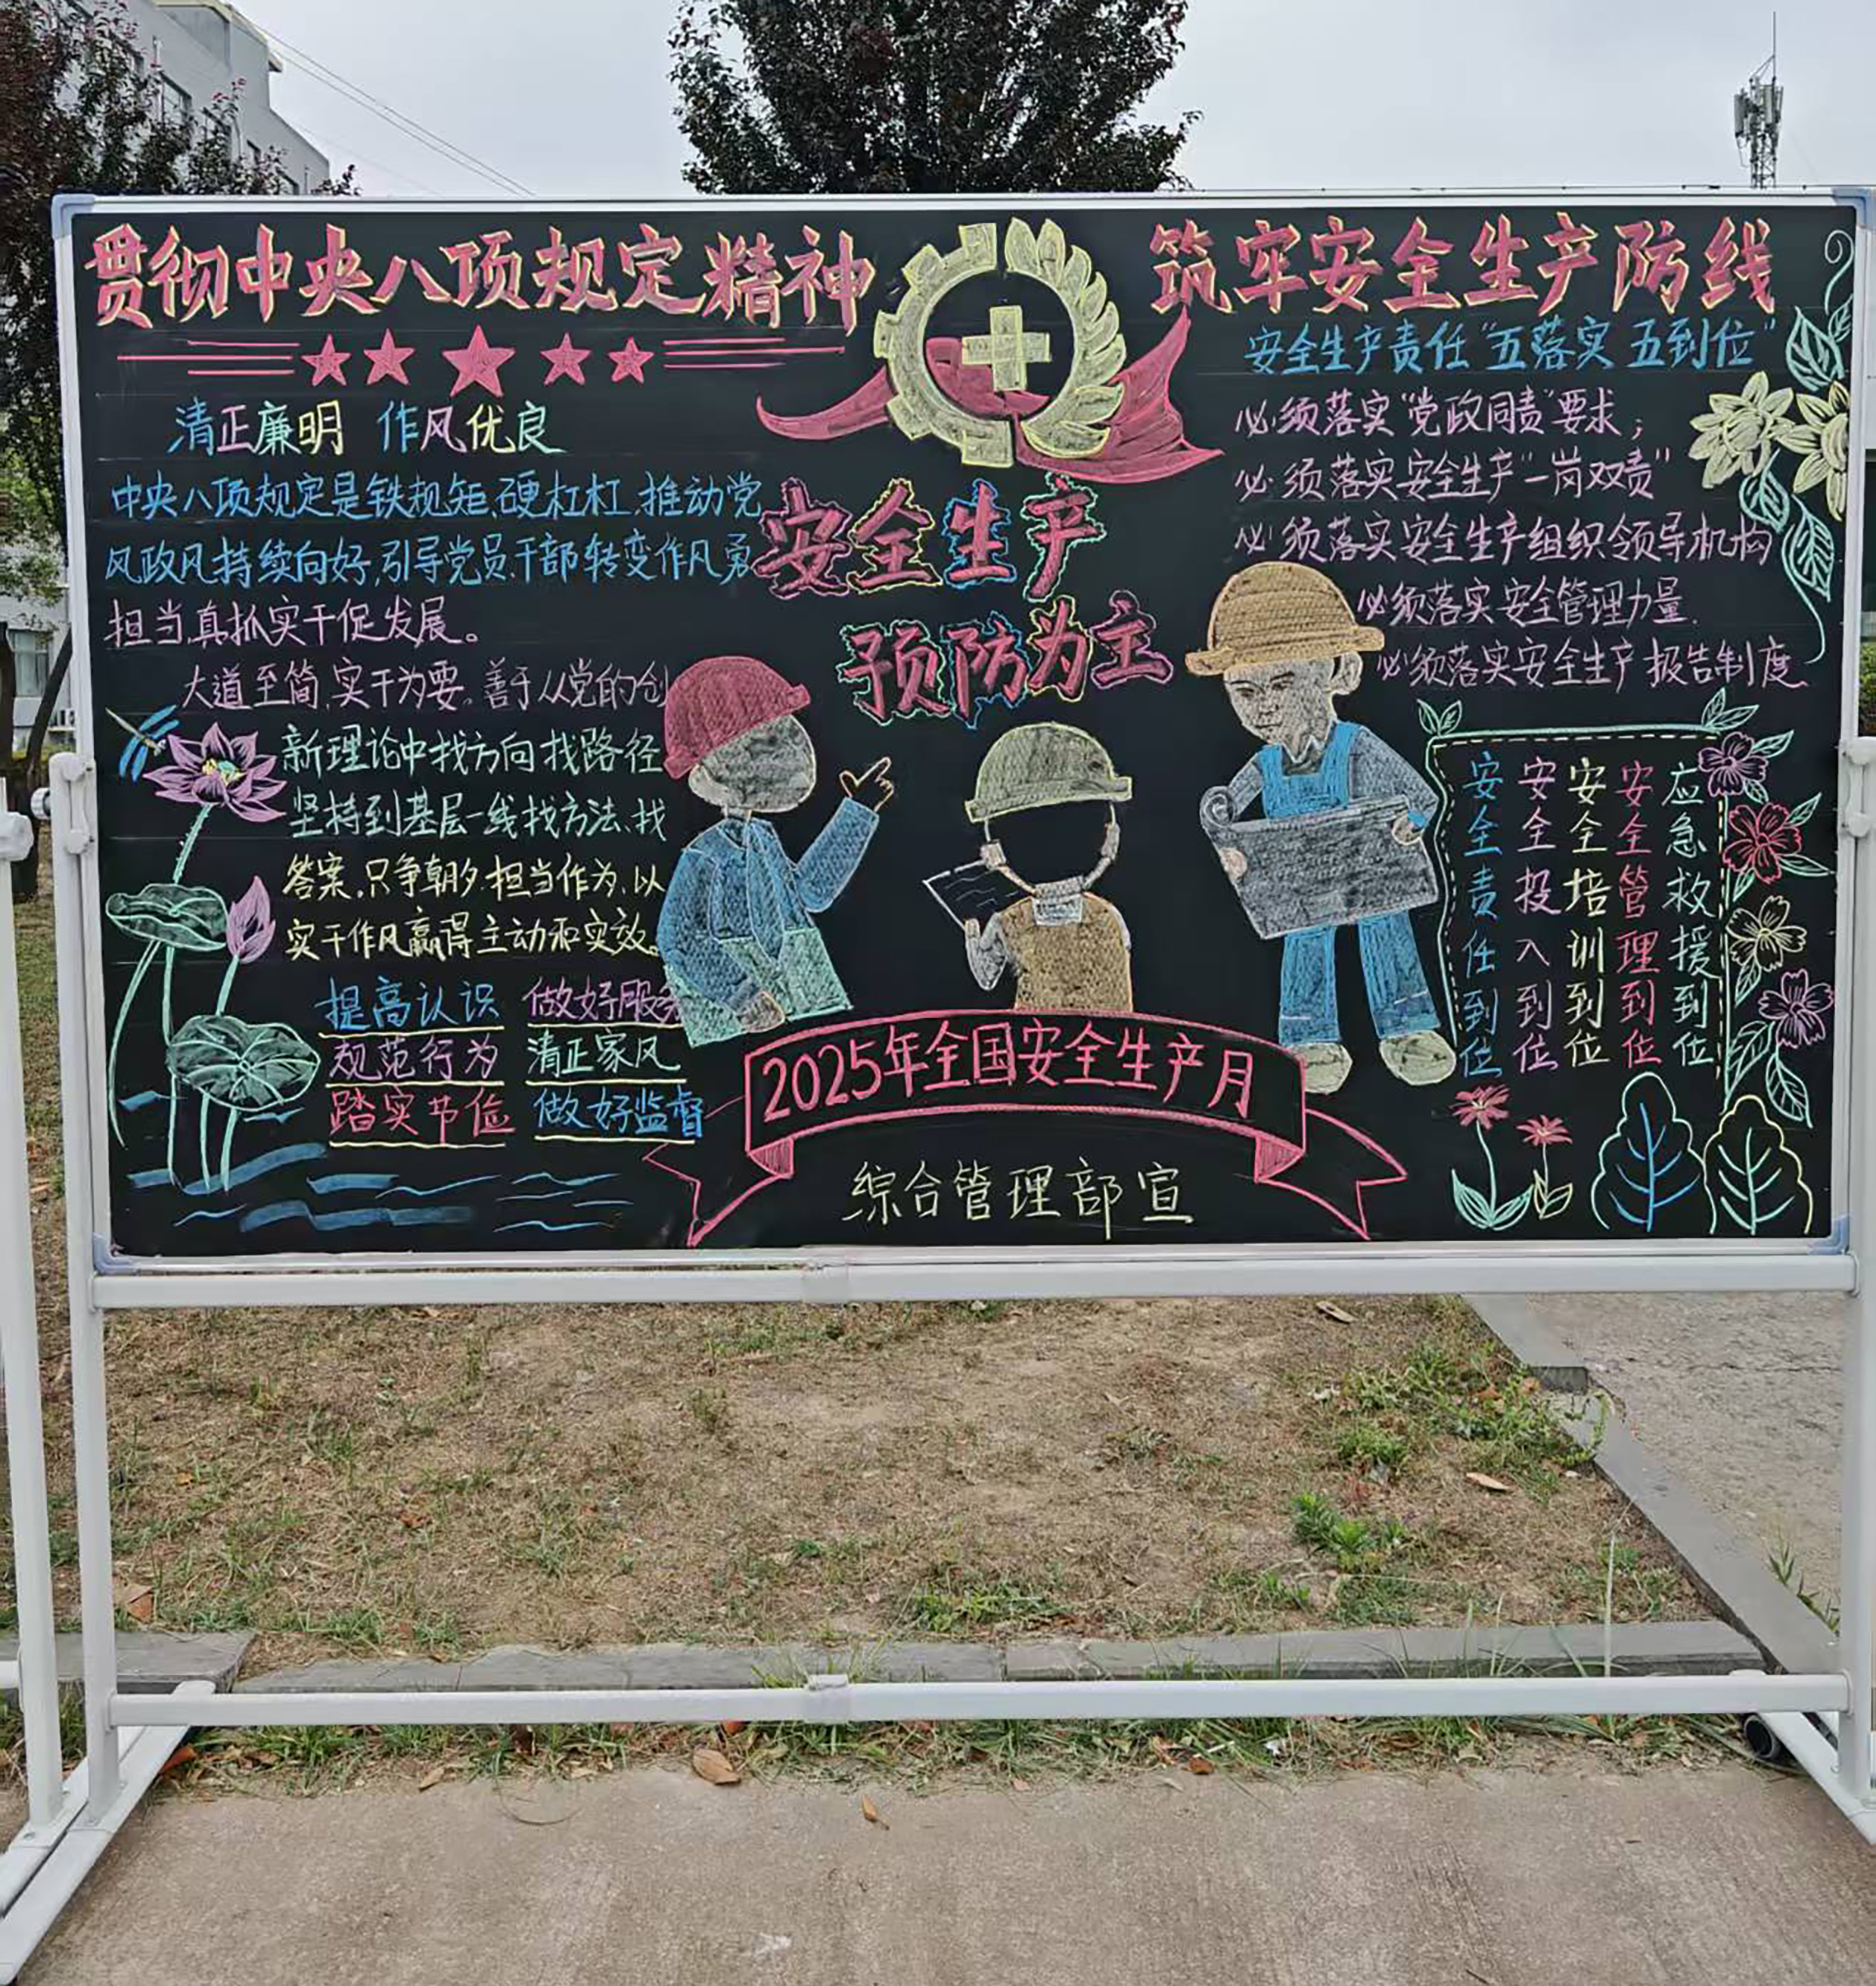 贯彻中央八项规定精神
清正廉明 作风优良
中央八项规定是铁规矩、硬杠杠,推动党
风政风持续向好,引导党员干部转变作风勇
担当,真抓实干促发展。
大道至简,实干为要。善于从党的创
新理论中找方向找路径
坚持到基层一线找方法、找
答案,只争朝夕,担当作为,以
实干作风赢得主动和实效。
提高认识 做好服务
规范行为 清正家风
踏实节俭 做好监督
安全生产
预防为主
2025年全国安全生产月
综合管理部 宣
筑牢安全生产防线
安全生产责任“五落实 五到位”
必须落实“党政同责”要求;
必须落实安全生产“一岗双责”
必须落实安全生产组织领导机构
必须落实安全管理力量.
必须落实安全生产报告制度
安全责任到位
安全投入到位
安全培训到位
安全管理到位
应急救援到位